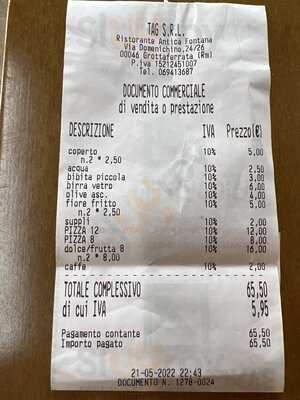 TAG S.R.L.
Ristorante Antica Fontana
Via Domenichino,24/26
00046 Grottaferrata (Rm)
P.iva 15212451007
Tel. 069413687
DOCUMENTO COMMERCIALE
di vendita o prestazione
DESCRIZIONE IVA Prezzo(€)
coperto 10% 5,00
n.2 * 2,50
acqua 10% 2,50
bibita piccola 10% 3,00
birra vetro 10% 6,00
olive asc. 10% 4,00
fiore fritto 10% 5,00
n.2 * 2,50
suppli 10% 2,00
PIZZA 12 10% 12,00
PIZZA 8 10% 8,00
dolce/frutta 8 10% 16,00
n.2 * 8,00
caffe 10% 2,00
TOTALE COMPLESSIVO 65,50
di cui IVA 5,95
Pagamento contante 65,50
Importo pagato 65,50
21-05-2022 22:43
DOCUMENTO N. 1278-0024